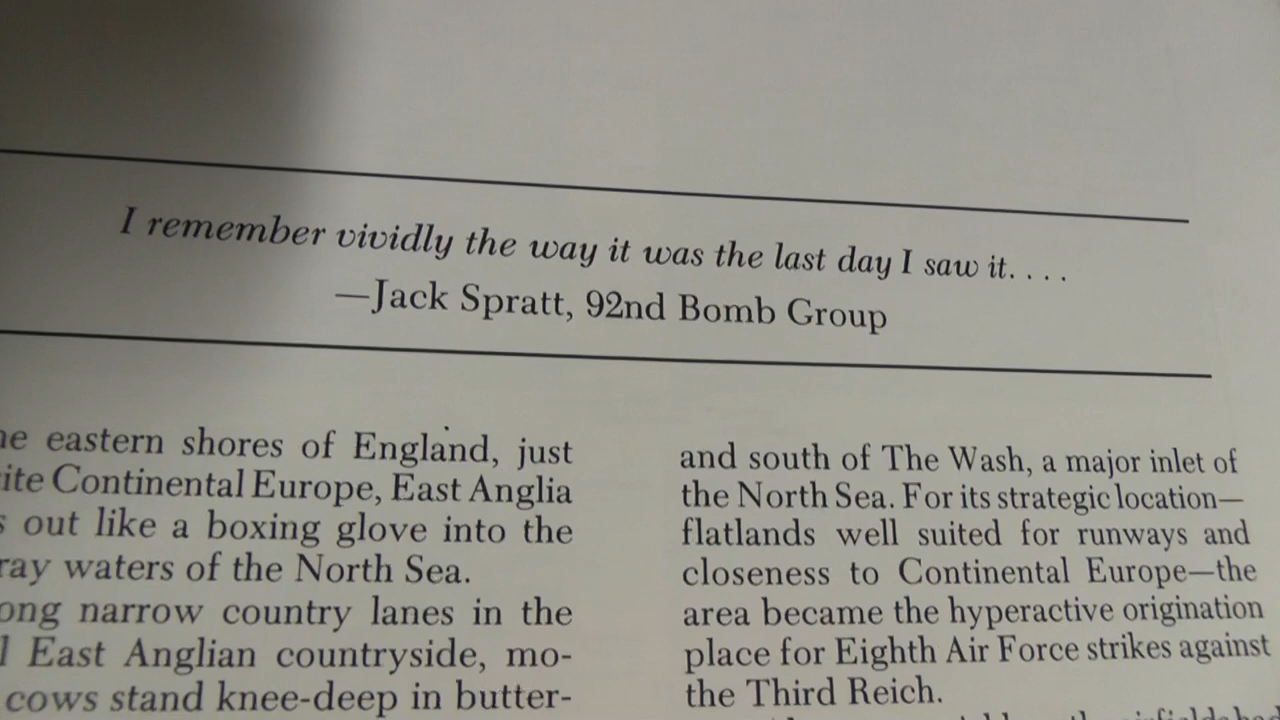 I remember vividly the way it was the last day I saw it. . . .
—Jack Spratt, 92nd Bomb Group
eastern shores of England, just
Continental Europe, East Anglia
out like a boxing glove into the
waters of the North Sea.
narrow country lanes in the
East Anglian countryside, mo-
cows stand knee-deep in butter-
and south of The Wash, a major inlet of
the North Sea. For its strategic location—
flatlands well suited for runways and
closeness to Continental Europe—the
area became the hyperactive origination
place for Eighth Air Force strikes against
the Third Reich.